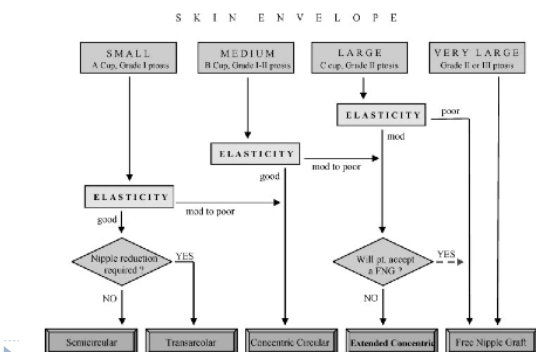 SKIN ENVELOPE
SMALL
A Cup, Grade I ptosis
MEDIUM
B Cup, Grade I-II ptosis
LARGE
C cup, Grade II ptosis
VERY LARGE
Grade II or III ptosis
ELASTICITY
poor
mod
ELASTICITY
mod to poor
good
ELASTICITY
mod to poor
good
Nipple reduction
required ?
YES
NO
Will pt. accept
a FNG ?
YES
NO
Semicircular
Transareolar
Concentric Circular
Extended Concentric
Free Nipple Graft